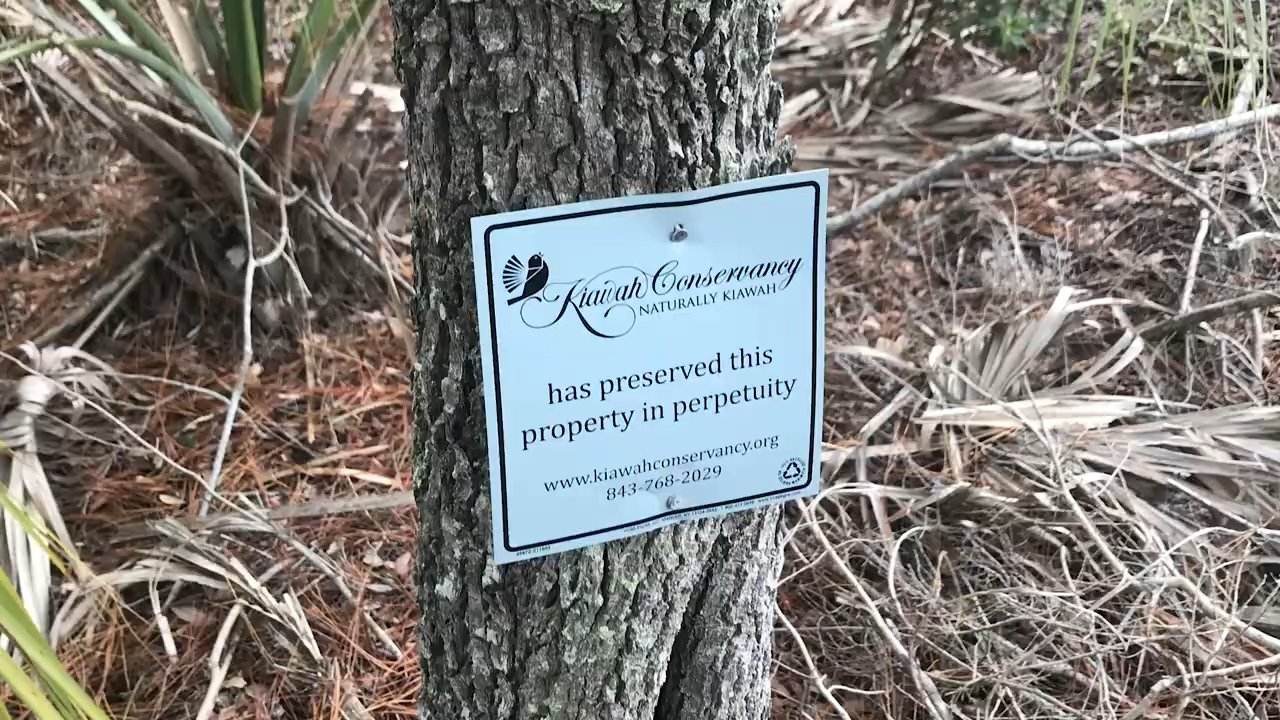 Kiawah Conservancy
NATURALLY KIAWAH
has preserved this
property in perpetuity
www.kiawahconservancy.org
843-768-2029